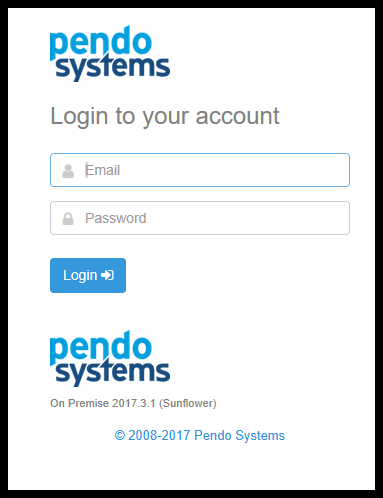 pendo
systems
Login to your account
Email
Password
Login
pendo
systems
On Premise 2017.3.1 (Sunflower)
© 2008-2017 Pendo Systems